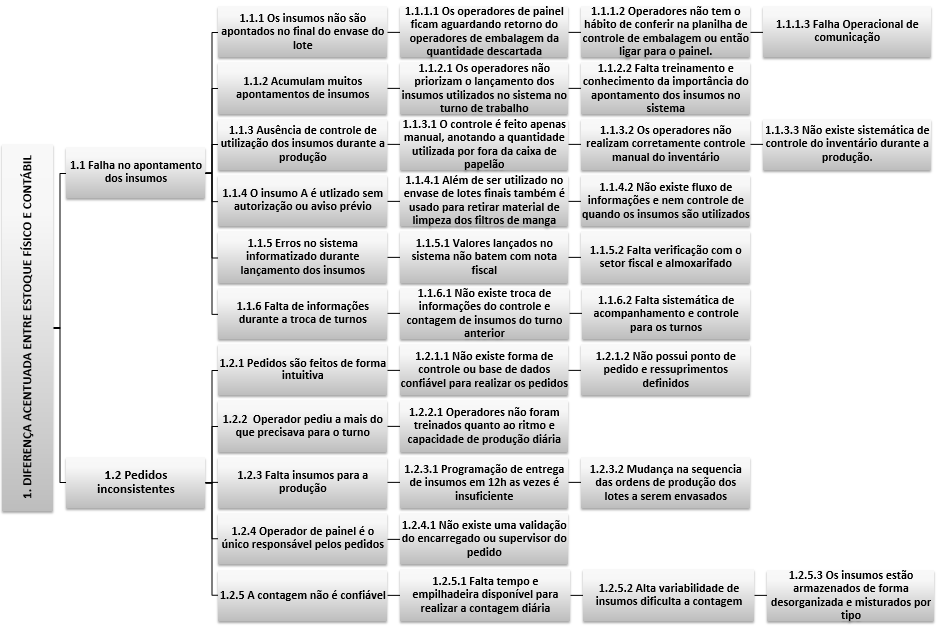 1. DIFERENÇA ACENTUADA ENTRE ESTOQUE FÍSICO E CONTÁBIL
1.1 Falha no apontamento
dos insumos
1.1.1 Os insumos não são
apontados no final do envase do
lote
1.1.1.1 Os operadores de painel
ficam aguardando retorno do
operadores de embalagem da
quantidade descartada
1.1.1.2 Operadores não tem o
hábito de conferir na planilha de
controle de embalagem ou então
ligar para o painel.
1.1.1.3 Falha Operacional de
comunicação
1.1.2 Acumulam muitos
apontamentos de insumos
1.1.2.1 Os operadores não
priorizam o lançamento dos
insumos utilizados no sistema no
turno de trabalho
1.1.2.2 Falta treinamento e
conhecimento da importância do
apontamento dos insumos no
sistema
1.1.3 Ausência de controle de
utilização dos insumos durante a
produção
1.1.3.1 O controle é feito apenas
manual, anotando a quantidade
utilizada por fora da caixa de
papelão
1.1.3.2 Os operadores não
realizam corretamente controle
manual do inventário
1.1.3.3 Não existe sistemática de
controle do inventário durante a
produção.
1.1.4 O insumo A é utlizado sem
autorização ou aviso prévio
1.1.4.1 Além de ser utilizado no
envase de lotes finais também é
usado para retirar material de
limpeza dos filtros de manga
1.1.4.2 Não existe fluxo de
informações e nem controle de
quando os insumos são utilizados
1.1.5 Erros no sistema
informatizado durante
lançamento dos insumos
1.1.5.1 Valores lançados no
sistema não batem com nota
fiscal
1.1.5.2 Falta verificação com o
setor fiscal e almoxarifado
1.1.6 Falta de informações
durante a troca de turnos
1.1.6.1 Não existe troca de
informações do controle e
contagem de insumos do turno
anterior
1.1.6.2 Falta sistemática de
acompanhamento e controle
para os turnos
1.2 Pedidos
inconsistentes
1.2.1 Pedidos são feitos de forma
intuitiva
1.2.1.1 Não existe forma de
controle ou base de dados
confiável para realizar os pedidos
1.2.1.2 Não possui ponto de
pedido e ressuprimentos
definidos
1.2.2 Operador pediu a mais do
que precisava para o turno
1.2.2.1 Operadores não foram
treinados quanto ao ritmo e
capacidade de produção diária
1.2.3 Falta insumos para a
produção
1.2.3.1 Programação de entrega
de insumos em 12h as vezes é
insuficiente
1.2.3.2 Mudança na sequencia
das ordens de produção dos
lotes a serem envasados
1.2.4 Operador de painel é o
único responsável pelos pedidos
1.2.4.1 Não existe uma validação
do encarregado ou supervisor do
pedido
1.2.5 A contagem não é confiável
1.2.5.1 Falta tempo e
empilhadeira disponível para
realizar a contagem diária
1.2.5.2 Alta variabilidade de
insumos dificulta a contagem
1.2.5.3 Os insumos estão
armazenados de forma
desorganizada e misturados por
tipo